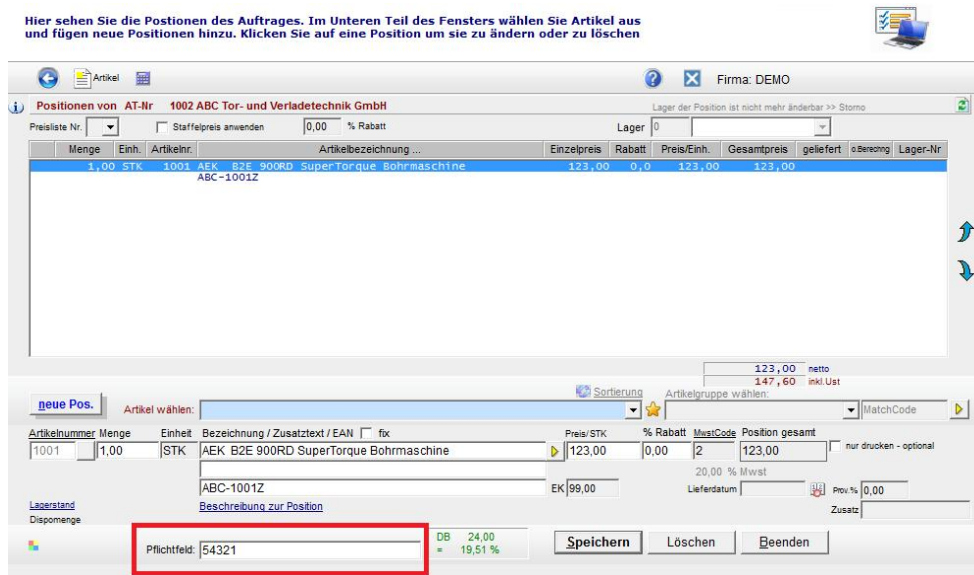 Hier sehen Sie die Postionen des Auftrages. Im Unteren Teil des Fensters wählen Sie Artikel aus
und fügen neue Positionen hinzu. Klicken Sie auf eine Position um sie zu ändern oder zu löschen
Artikel Firma: DEMO
Positionen von AT-Nr 1002 ABC Tor- und Verladetechnik GmbH Lager der Position ist nicht mehr änderbar >> Storno
Preisliste Nr. Staffelpreis anwenden 0,00 % Rabatt Lager 0
Menge Einh. Artikelnr. Artikelbezeichnung ... Einzelpreis Rabatt Preis/Einh. Gesamtpreis geliefert o.Berechng Lager-Nr
1,00 STK 1001 AEK B2E 900RD SuperTorque Bohrmaschine 123,00 0,0 123,00 123,00
ABC-1001Z
123,00 netto
147,60 inkl.Ust
Sortierung Artikelgruppe wählen:
neue Pos. Artikel wählen: MatchCode
Artikelnummer Menge Einheit Bezeichnung / Zusatztext / EAN fix Preis/STK % Rabatt MwstCode Position gesamt
1001 1,00 STK AEK B2E 900RD SuperTorque Bohrmaschine 123,00 0,00 2 123,00 nur drucken - optional
20,00 % Mwst
ABC-1001Z EK 99,00 Lieferdatum Prov.% 0,00
Lagerstand Beschreibung zur Position Zusatz
Dispomenge
Pflichtfeld: 54321 DB 24,00
= 19,51 %
Speichern Löschen Beenden